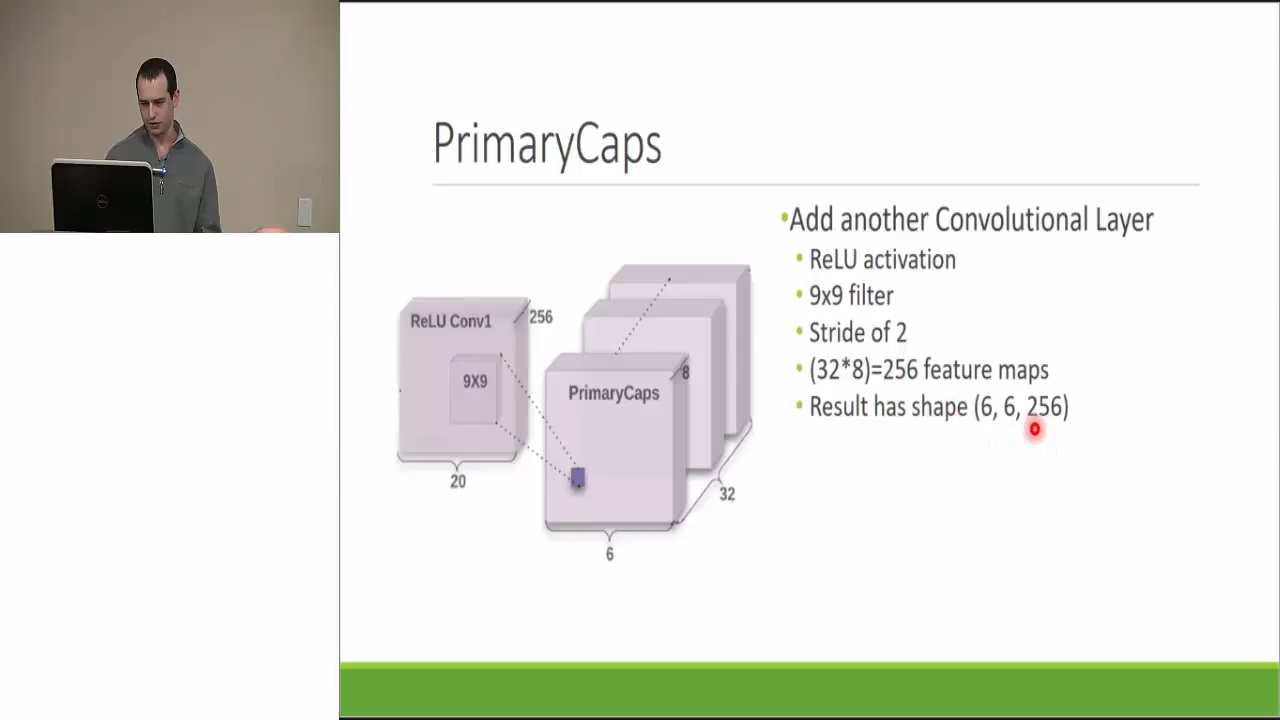 PrimaryCaps
•Add another Convolutional Layer
• ReLU activation
• 9x9 filter
• Stride of 2
• (32*8)=256 feature maps
• Result has shape (6, 6, 256)
ReLU Conv1
256
9X9
20
PrimaryCaps
8
32
6
DELL